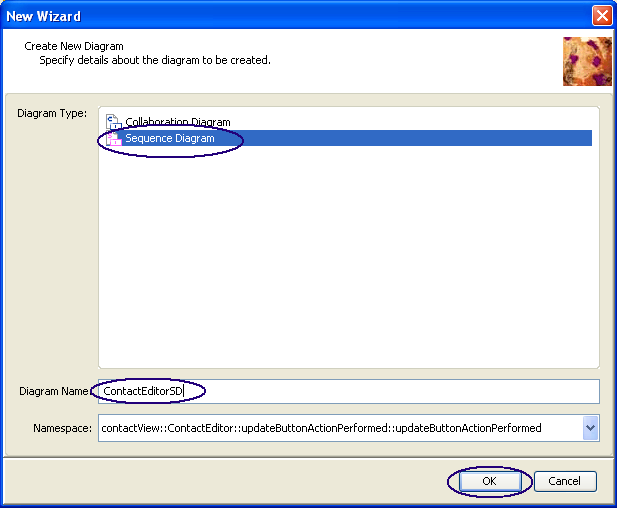 New Wizard
Create New Diagram
Specify details about the diagram to be created.
Diagram Type:
Collaboration Diagram
Sequence Diagram
Diagram Name:
ContactEditorSD
Namespace:
contactView::ContactEditor::updateButtonActionPerformed::updateButtonActionPerformed
OK
Cancel